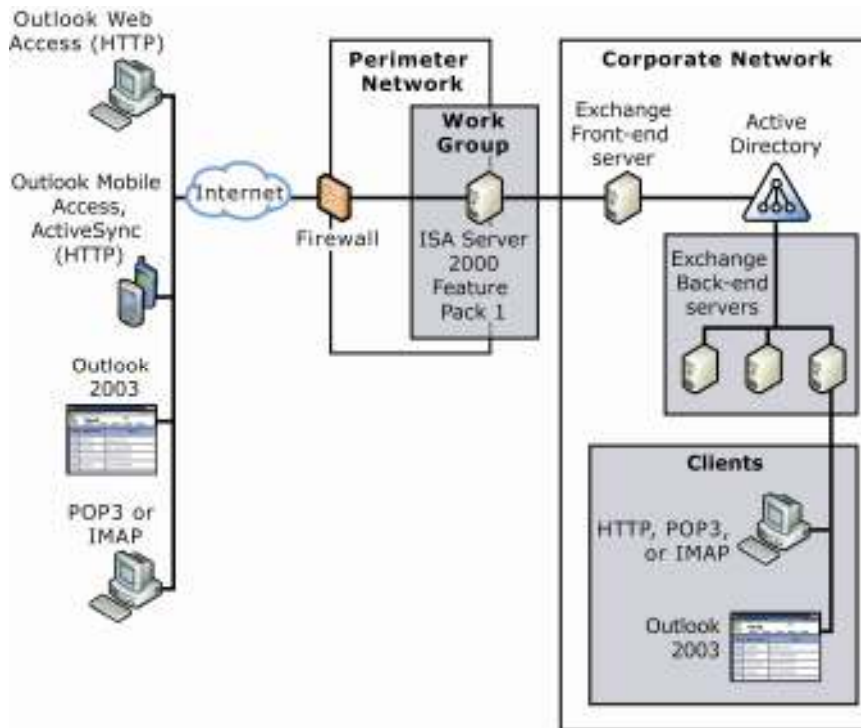 Outlook Web
Access (HTTP)
Outlook Mobile
Access,
ActiveSync
(HTTP)
Outlook
2003
POP3 or
IMAP
Internet
Firewall
Perimeter
Network
Work
Group
ISA Server
2000
Feature
Pack 1
Corporate Network
Exchange
Front-end
server
Active
Directory
Exchange
Back-end
servers
Clients
HTTP, POP3,
or IMAP
Outlook
2003